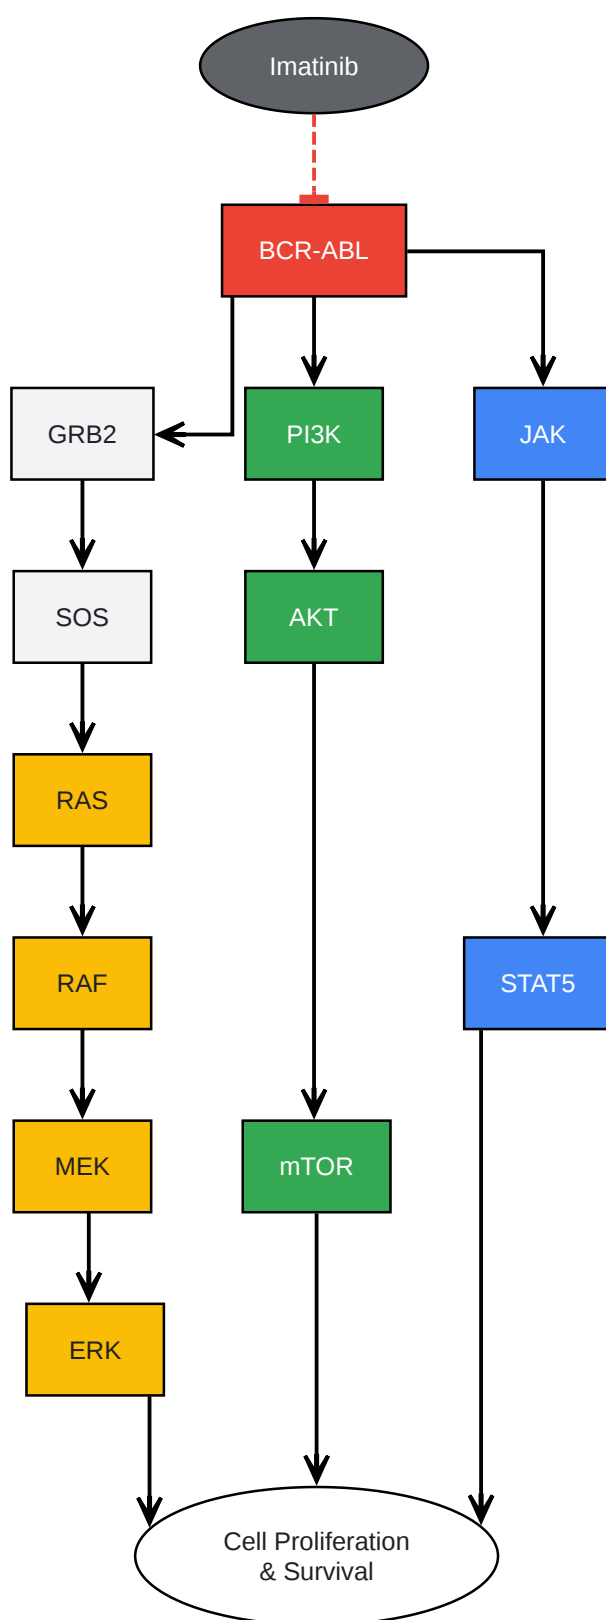 Imatinib
BCR-ABL
GRB2
PI3K
JAK
SOS
AKT
RAS
RAF
STAT5
MEK
mTOR
ERK
Cell Proliferation
& Survival